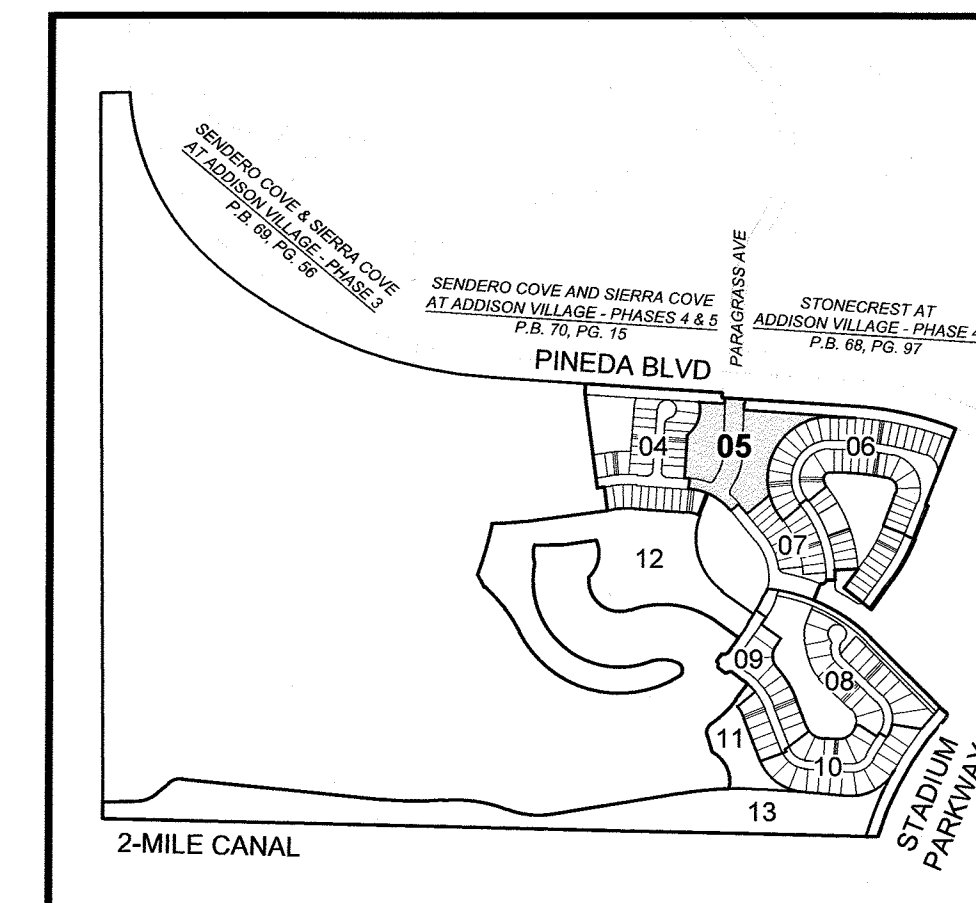 SENDERO COVE & SIERRA COVE
AT ADDISON VILLAGE - PHASE 3
P.B. 69, PG. 56
SENDERO COVE AND SIERRA COVE
AT ADDISON VILLAGE - PHASES 4 & 5
P.B. 70, PG. 15
PARAGRASS AVE
STONECREST AT
ADDISON VILLAGE - PHASE 4
P.B. 68, PG. 97
PINEDA BLVD
04
05
06
07
12
09
08
11
10
13
STADIUM
PARKWAY
2-MILE CANAL